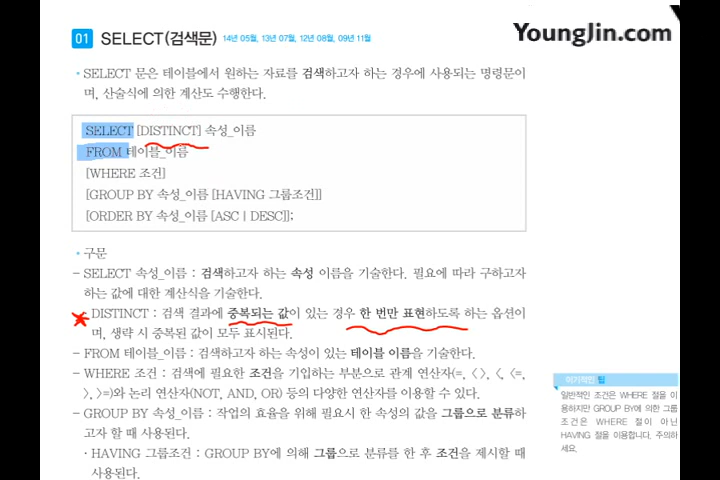 YoungJin.com
01 SELECT(검색문) 14년 05월, 13년 07월, 12년 08월, 09년 11월
• SELECT 문은 테이블에서 원하는 자료를 검색하고자 하는 경우에 사용되는 명령문이
며, 산술식에 의한 계산도 수행한다.
SELECT [DISTINCT] 속성_이름
FROM 테이블_이름
[WHERE 조건]
[GROUP BY 속성_이름 [HAVING 그룹조건]]
[ORDER BY 속성_이름 [ASC | DESC]];
• 구문
– SELECT 속성_이름 : 검색하고자 하는 속성 이름을 기술한다. 필요에 따라 구하고자
하는 값에 대한 계산식을 기술한다.
DISTINCT : 검색 결과에 중복되는 값이 있는 경우 한 번만 표현하도록 하는 옵션이
며, 생략 시 중복된 값이 모두 표시된다.
– FROM 테이블_이름 : 검색하고자 하는 속성이 있는 테이블 이름을 기술한다.
– WHERE 조건 : 검색에 필요한 조건을 기입하는 부분으로 관계 연산자(=, 〈 〉, 〈, 〈=,
〉, 〉=)와 논리 연산자(NOT, AND, OR) 등의 다양한 연산자를 이용할 수 있다.
– GROUP BY 속성_이름 : 작업의 효율을 위해 필요시 한 속성의 값을 그룹으로 분류하
고자 할 때 사용된다.
· HAVING 그룹조건 : GROUP BY에 의해 그룹으로 분류를 한 후 조건을 제시할 때
사용된다.
이기적인 팁
일반적인 조건은 WHERE 절을 이
용하지만 GROUP BY에 의한 그룹
조건은 WHERE 절이 아닌
HAVING 절을 이용합니다. 주의하
세요.